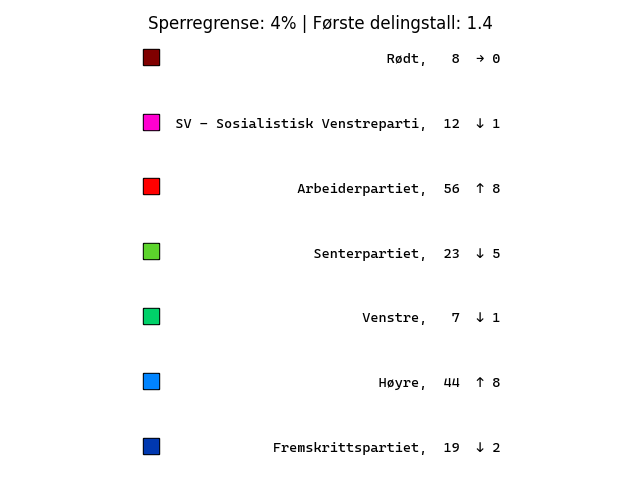 Sperregrense: 4% | Første delingstall: 1.4
Rødt, 8 → 0
SV – Sosialistisk Venstreparti, 12 ↓ 1
Arbeiderpartiet, 56 ↑ 8
Senterpartiet, 23 ↓ 5
Venstre, 7 ↓ 1
Høyre, 44 ↑ 8
Fremskrittspartiet, 19 ↓ 2